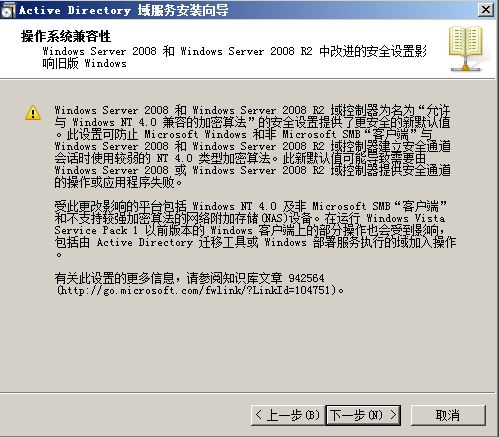 Active Directory 域服务安装向导
操作系统兼容性
Windows Server 2008 和 Windows Server 2008 R2 中改进的安全设置影
响旧版 Windows
Windows Server 2008 和 Windows Server 2008 R2 域控制器为名为“允许
与 Windows NT 4.0 兼容的加密算法”的安全设置提供了更安全的新默认值
。此设置可防止 Microsoft Windows 和非 Microsoft SMB“客户端”与
Windows Server 2008 和 Windows Server 2008 R2 域控制器建立安全通道
会话时使用较弱的 NT 4.0 类型加密算法。此新默认值可能导致需要由
Windows Server 2008 或 Windows Server 2008 R2 域控制器提供安全通道
的操作或应用程序失败。
受此更改影响的平台包括 Windows NT 4.0 及非 Microsoft SMB“客户端”
和不支持较强加密算法的网络附加存储(NAS)设备。在运行 Windows Vista
Service Pack 1 以前版本的 Windows 客户端上的部分操作也会受到影响，
包括由 Active Directory 迁移工具或 Windows 部署服务执行的域加入操作
。
有关此设置的更多信息，请参阅知识库文章 942564
(http://go.microsoft.com/fwlink/?LinkId=104751)。
< 上一步(B) 下一步(N) > 取消